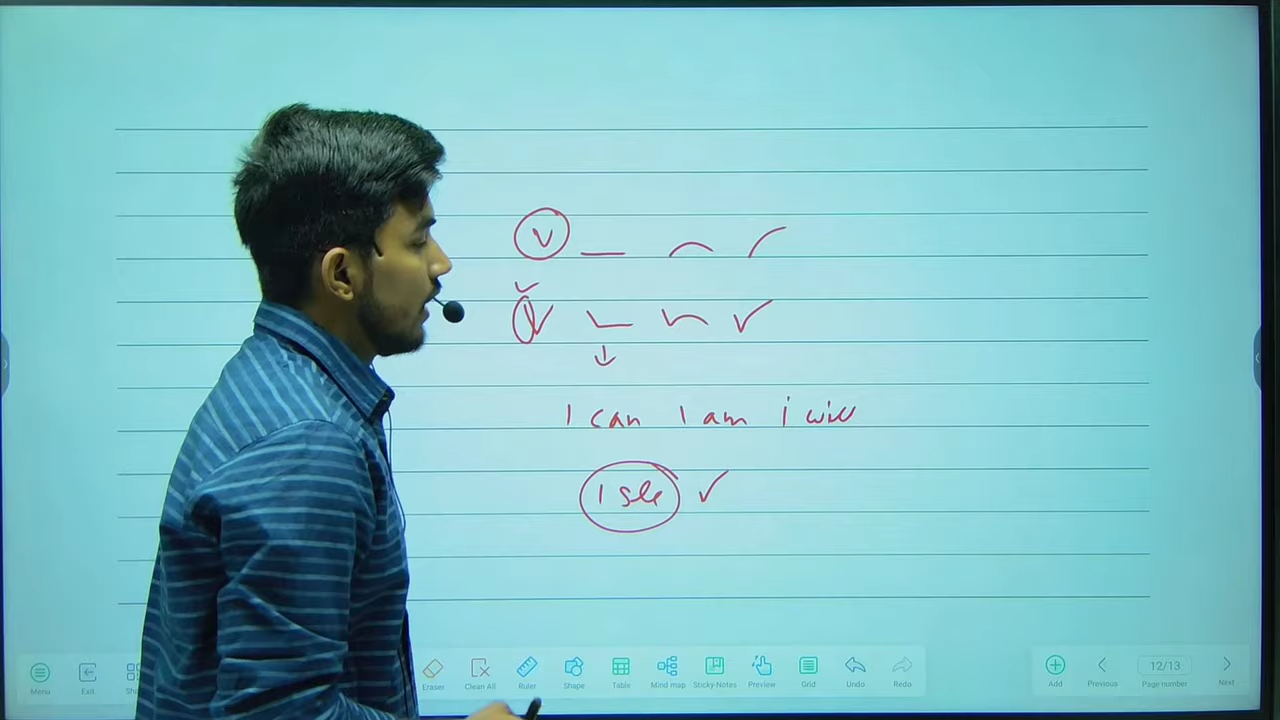 I can I am i will
I see
Menu Exit Eraser Clean All Ruler Shape Table Mind map Sticky-Notes Preview Grid Undo Redo Add Previous 12/13 Page number Next